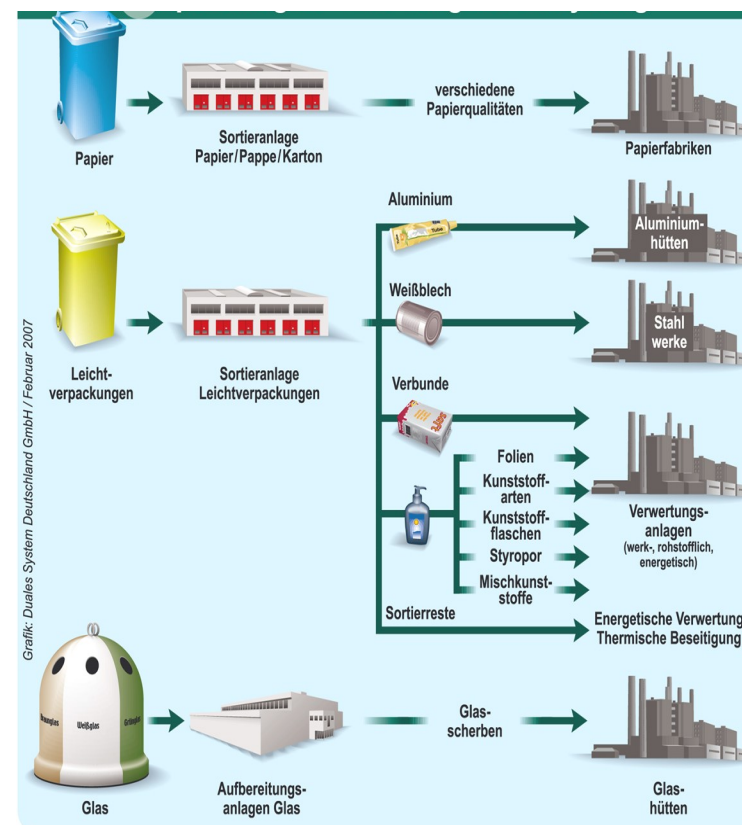 verschiedene
Papierqualitäten
Papier
Sortieranlage
Papier/Pappe/Karton
Papierfabriken
Aluminium
Aluminium-
hütten
Weißblech
Stahl
werke
Leicht-
verpackungen
Sortieranlage
Leichtverpackungen
Verbunde
Folien
Kunststoff-
arten
Kunststoff-
flaschen
Styropor
Mischkunst-
stoffe
Verwertungs-
anlagen
(werk-, rohstofflich,
energetisch)
Sortierreste
Energetische Verwertung
Thermische Beseitigung
Grafik: Duales System Deutschland GmbH / Februar 2007
Weißglas
Grünglas
Glas
Aufbereitungs-
anlagen Glas
Glas-
scherben
Glas-
hütten